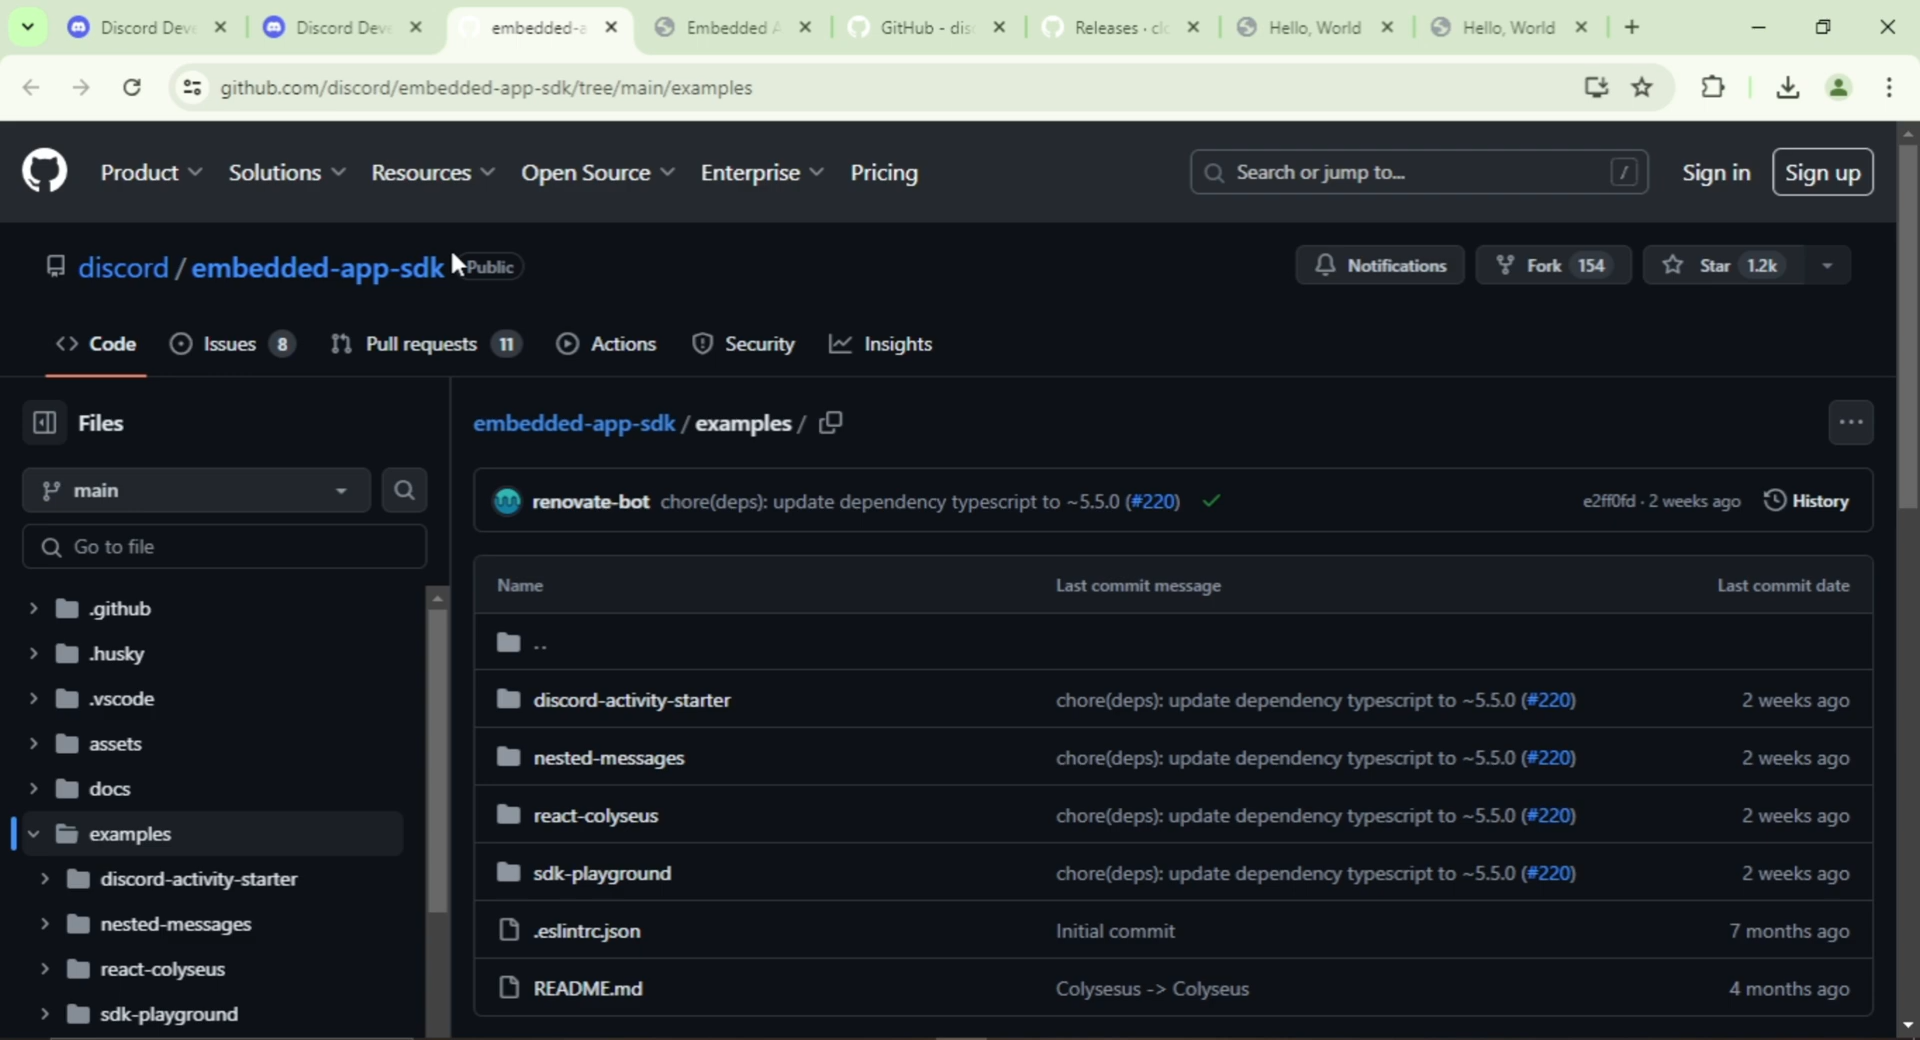 Discord Dev
Discord Dev
embedded-a
Embedded A
GitHub - dis
Releases · cl
Hello, World
Hello, World
github.com/discord/embedded-app-sdk/tree/main/examples
Product
Solutions
Resources
Open Source
Enterprise
Pricing
Search or jump to...
/
Sign in
Sign up
discord / embedded-app-sdk
Public
Notifications
Fork 154
Star 1.2k
Code
Issues 8
Pull requests 11
Actions
Security
Insights
Files
main
Go to file
.github
.husky
.vscode
assets
docs
examples
discord-activity-starter
nested-messages
react-colyseus
sdk-playground
embedded-app-sdk / examples /
renovate-bot chore(deps): update dependency typescript to ~5.5.0 (#220)
e2ff0fd · 2 weeks ago
History
Name Last commit message Last commit date
..
discord-activity-starter chore(deps): update dependency typescript to ~5.5.0 (#220) 2 weeks ago
nested-messages chore(deps): update dependency typescript to ~5.5.0 (#220) 2 weeks ago
react-colyseus chore(deps): update dependency typescript to ~5.5.0 (#220) 2 weeks ago
sdk-playground chore(deps): update dependency typescript to ~5.5.0 (#220) 2 weeks ago
.eslintrc.json Initial commit 7 months ago
README.md Colysesus -> Colyseus 4 months ago